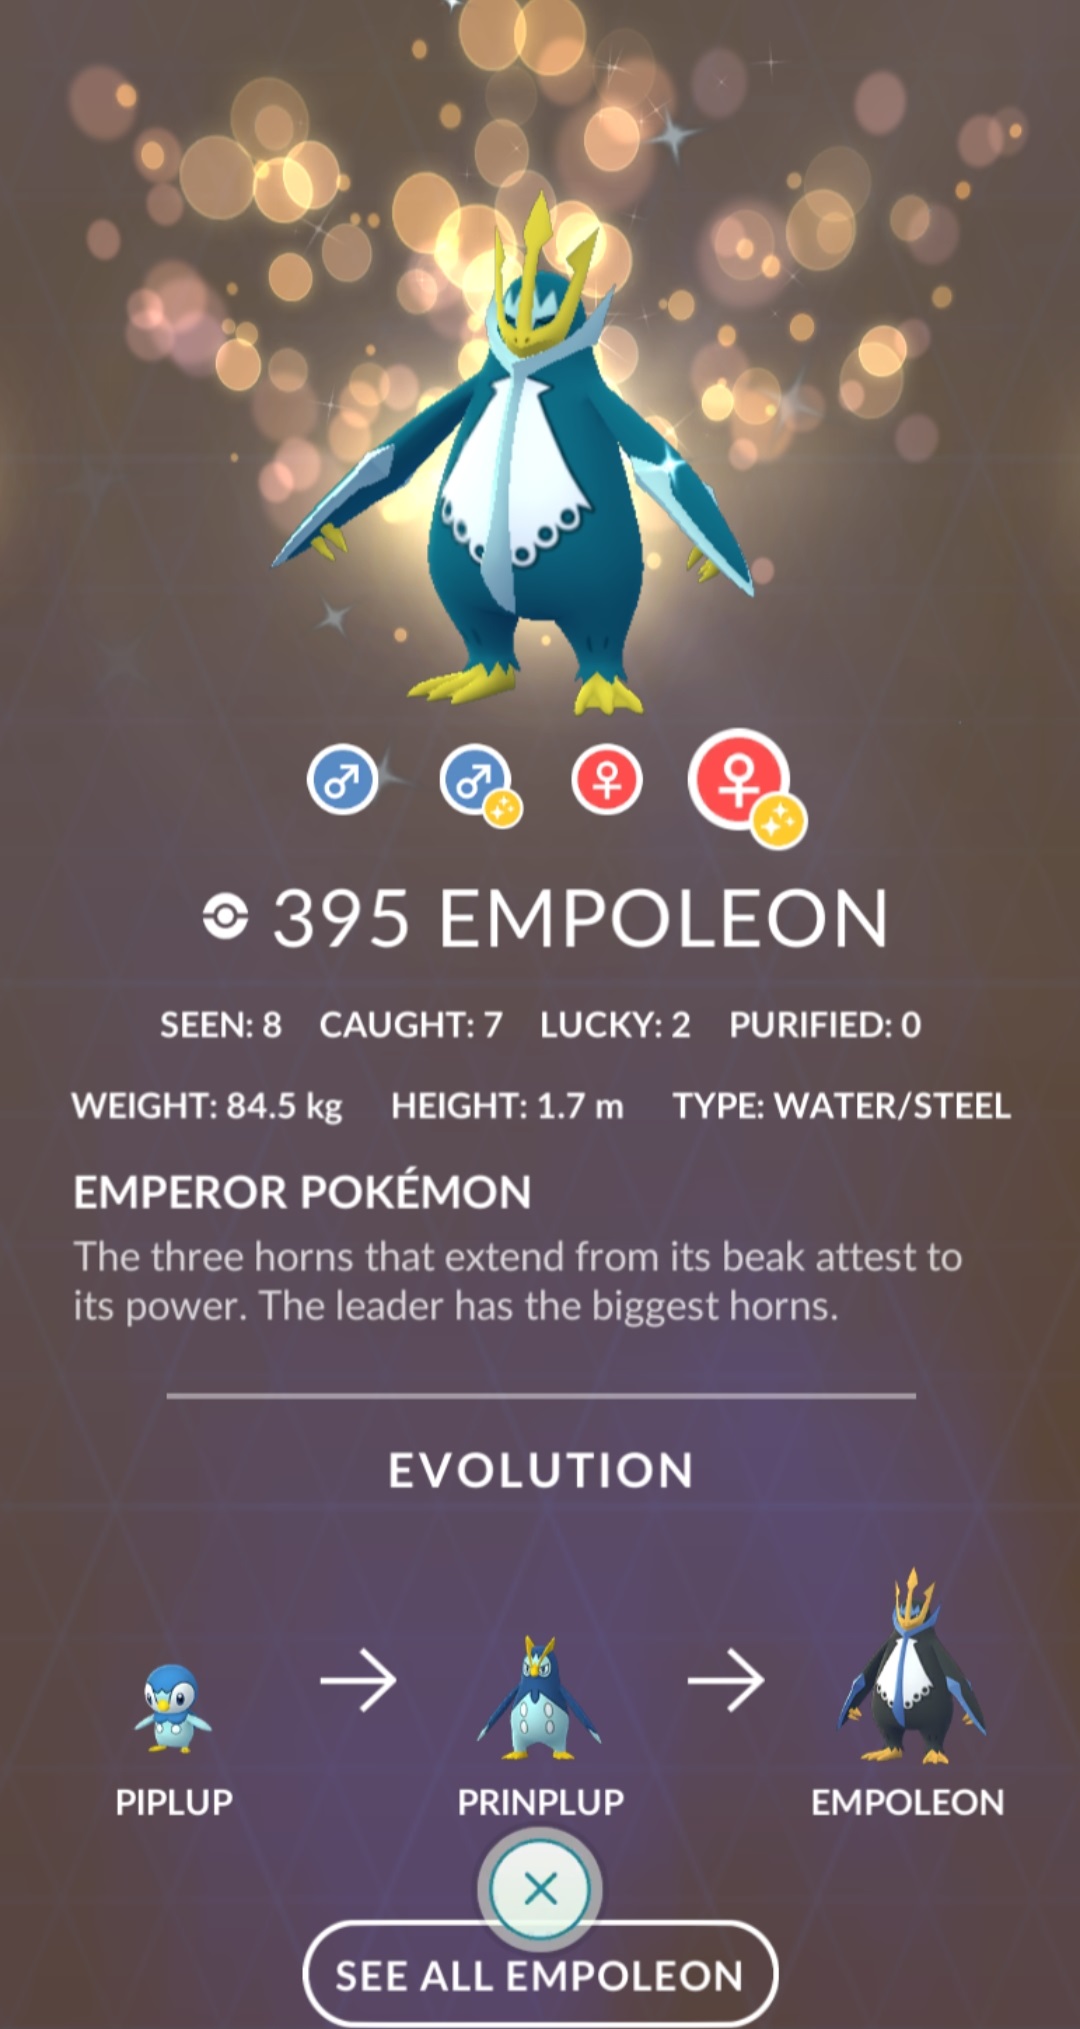 395 EMPOLEON
SEEN: 8 CAUGHT: 7 LUCKY: 2 PURIFIED: 0
WEIGHT: 84.5 kg HEIGHT: 1.7 m TYPE: WATER/STEEL
EMPEROR POKÉMON
The three horns that extend from its beak attest to
its power. The leader has the biggest horns.
EVOLUTION
PIPLUP PRINPLUP EMPOLEON
SEE ALL EMPOLEON